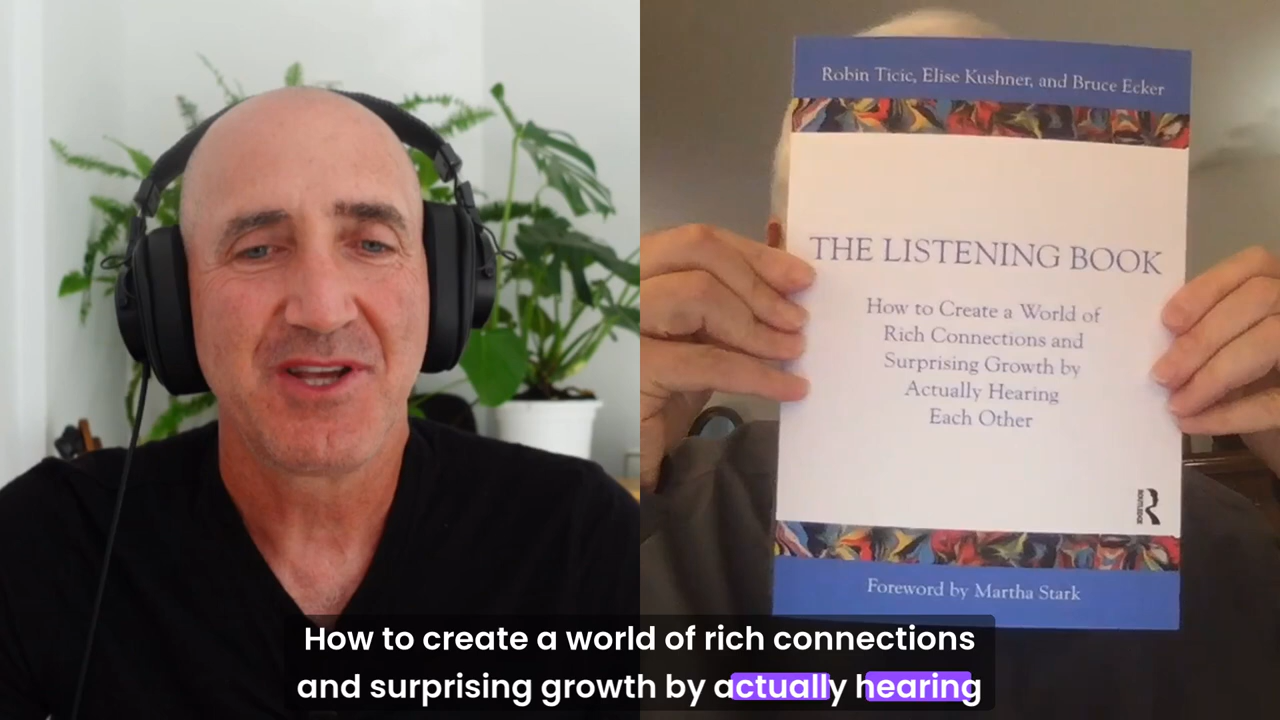 Robin Ticic, Elise Kushner, and Bruce Ecker
THE LISTENING BOOK
How to Create a World of
Rich Connections and
Surprising Growth by
Actually Hearing
Each Other
ROUTLEDGE
Foreword by Martha Stark
How to create a world of rich connections
and surprising growth by actually hearing